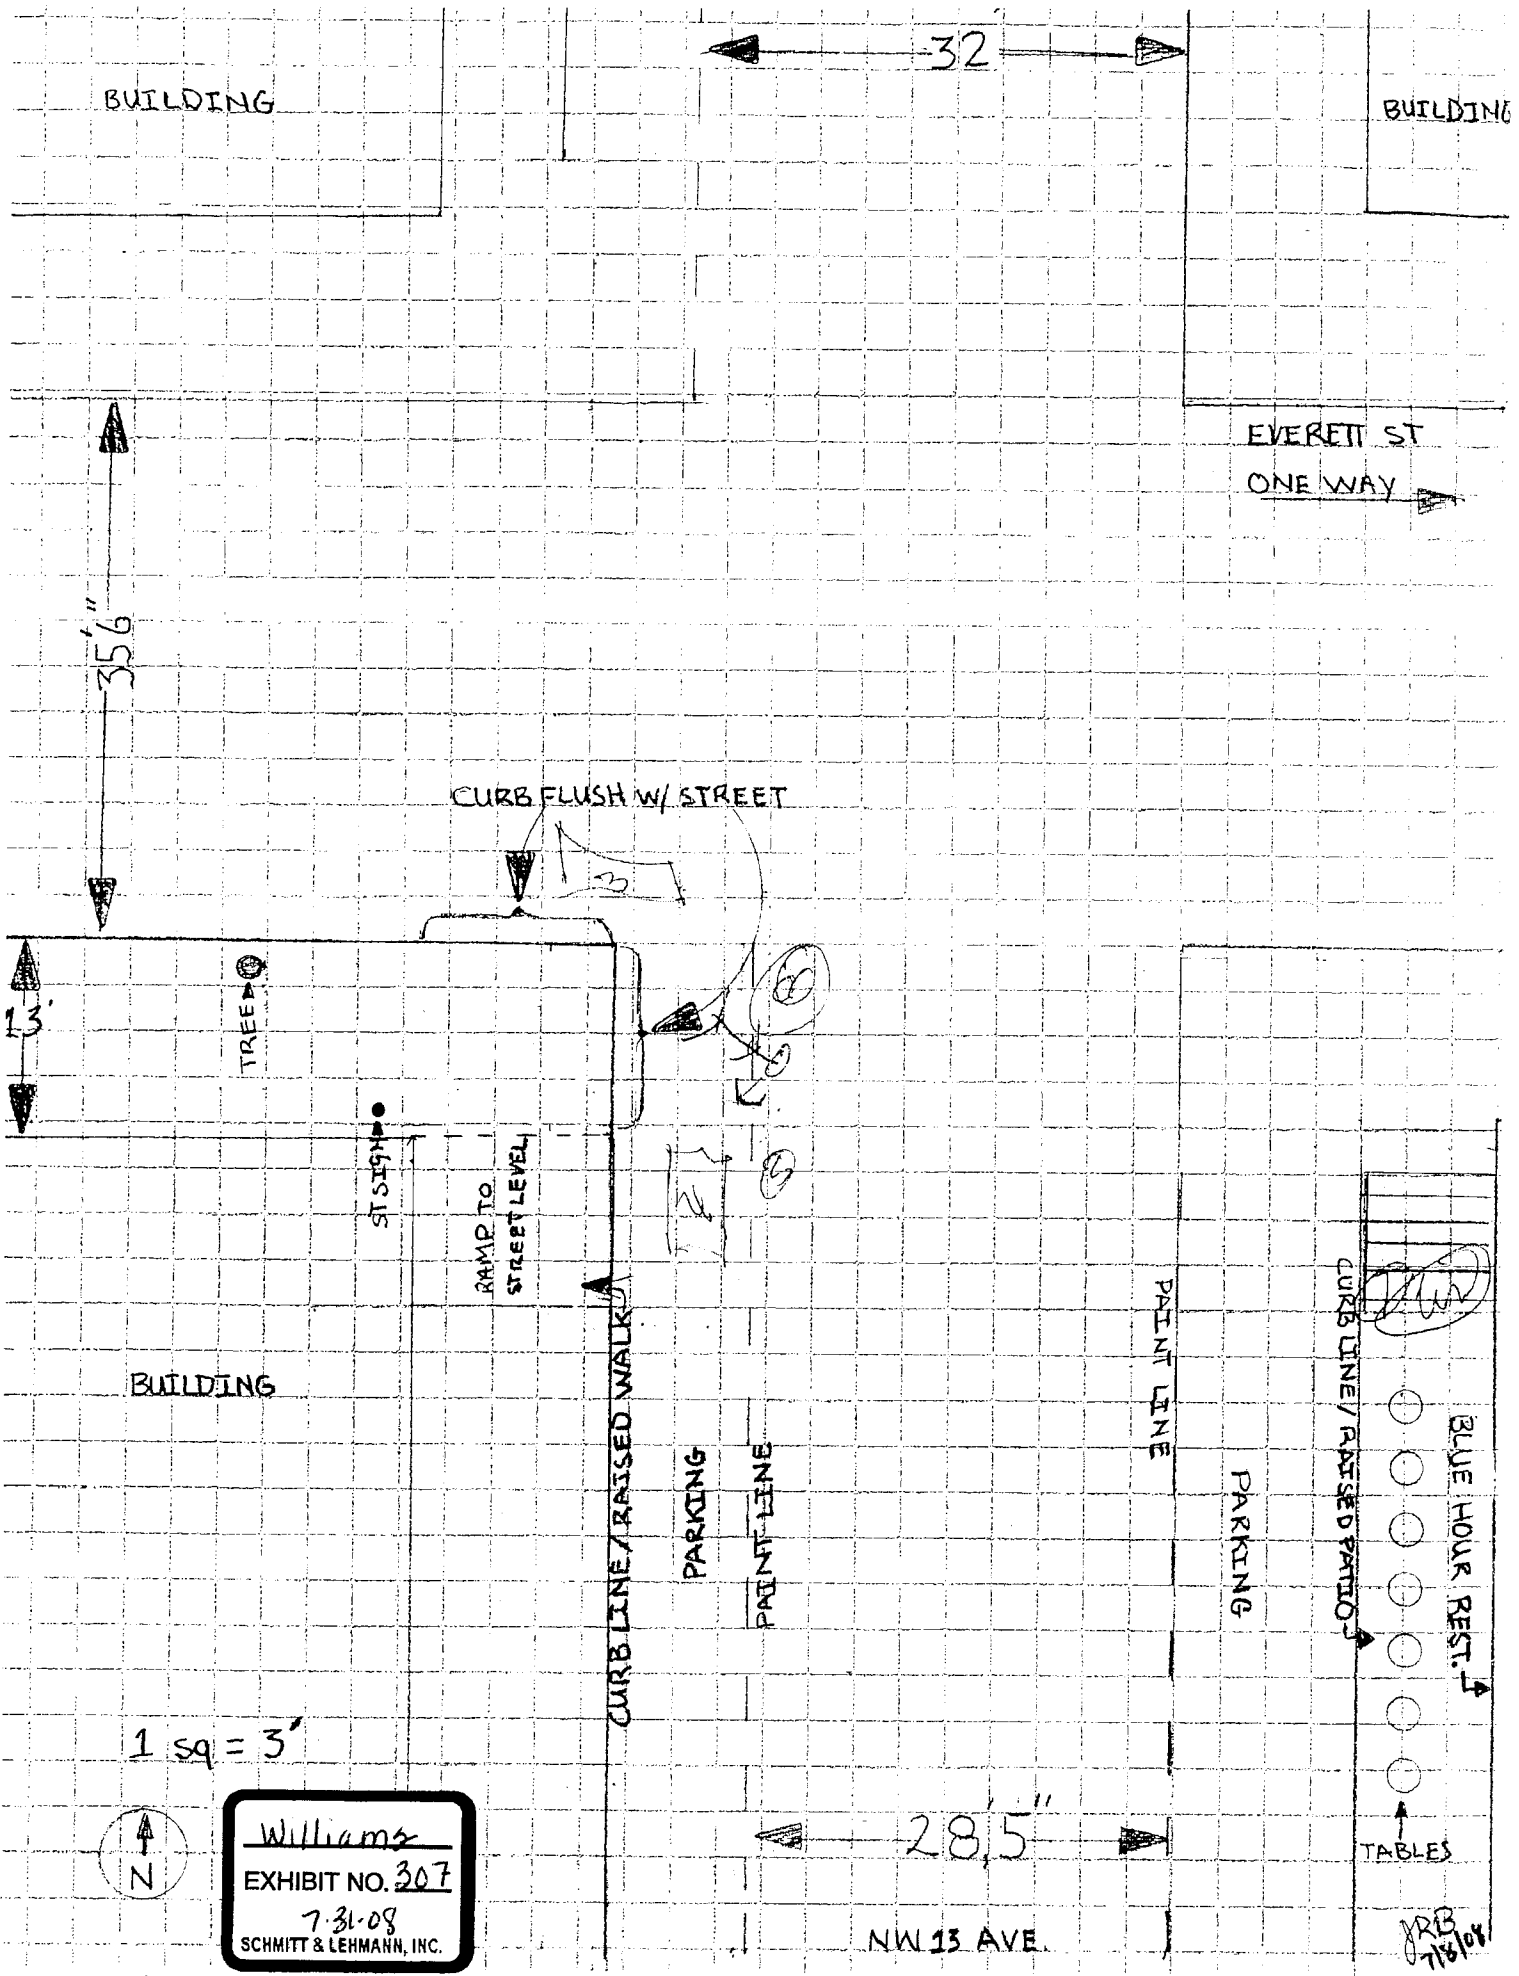 32
BUILDING
BUILDING
EVERETT ST
ONE WAY
35'6"
CURB FLUSH W/ STREET
3
13'
TREE
ST SIGN
RAMP TO
STREET LEVEL
CURB LINE / RAISED WALK
PARKING
PAINT LINE
PAINT LINE
PARKING
CURB LINE / RAISED PATIO
BLUE HOUR REST.
BUILDING
1 sq = 3'
N
Williams
EXHIBIT NO. 307
7-31-08
SCHMITT & LEHMANN, INC.
28'5"
TABLES
NW 13 AVE.
JRB
7/8/08